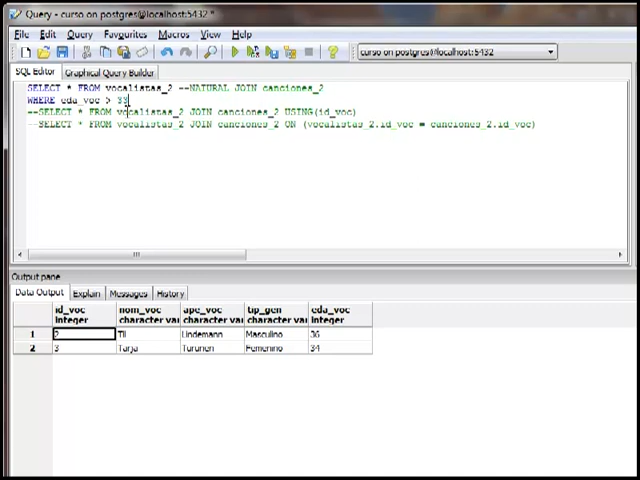 Query - curso on postgres@localhost:5432 *
File Edit Query Favourites Macros View Help
SQL curso on postgres@localhost:5432
SQL Editor Graphical Query Builder
SELECT * FROM vocalistas_2 --NATURAL JOIN canciones_2
WHERE eda_voc > 33
--SELECT * FROM vocalistas_2 JOIN canciones_2 USING(id_voc)
--SELECT * FROM vocalistas_2 JOIN canciones_2 ON (vocalistas_2.id_voc = canciones_2.id_voc)
Output pane
Data Output Explain Messages History
id_voc nom_voc ape_voc tip_gen eda_voc
integer character var character var character var integer
1 2 Til Lindemann Masculino 36
2 3 Tarja Turunen Femenino 34